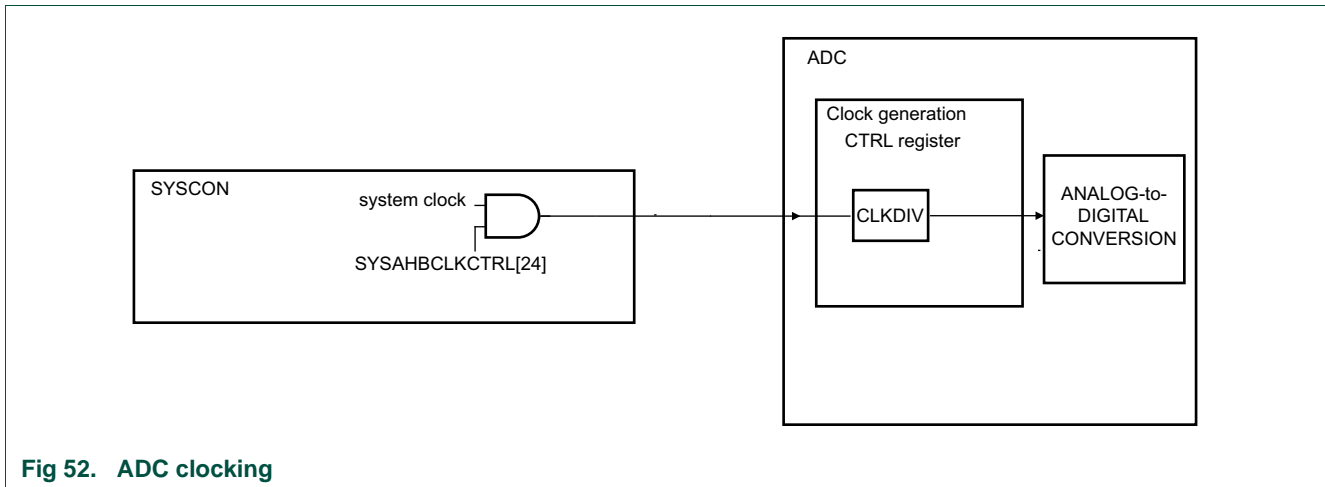 ADC
Clock generation
CTRL register
SYSCON
system clock
SYSAHBCLKCTRL[24]
CLKDIV
ANALOG-to-
DIGITAL
CONVERSION
Fig 52. ADC clocking